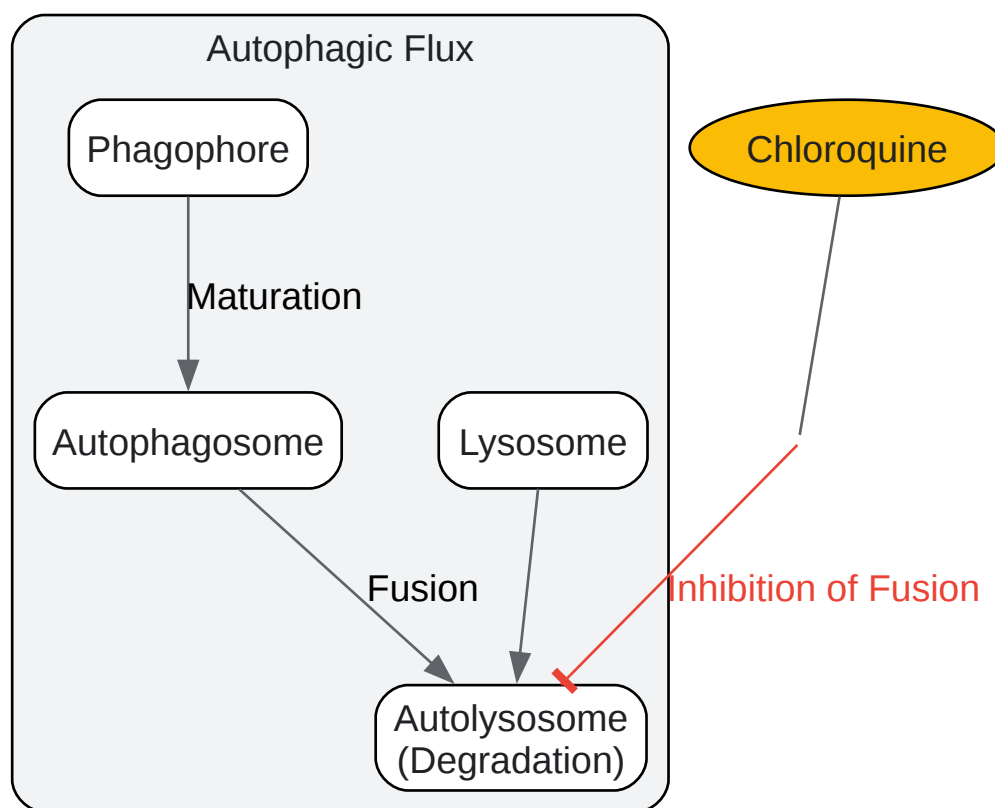 Autophagic Flux
Phagophore
Chloroquine
Maturation
Autophagosome
Lysosome
Fusion
Inhibition of Fusion
Autolysosome
(Degradation)